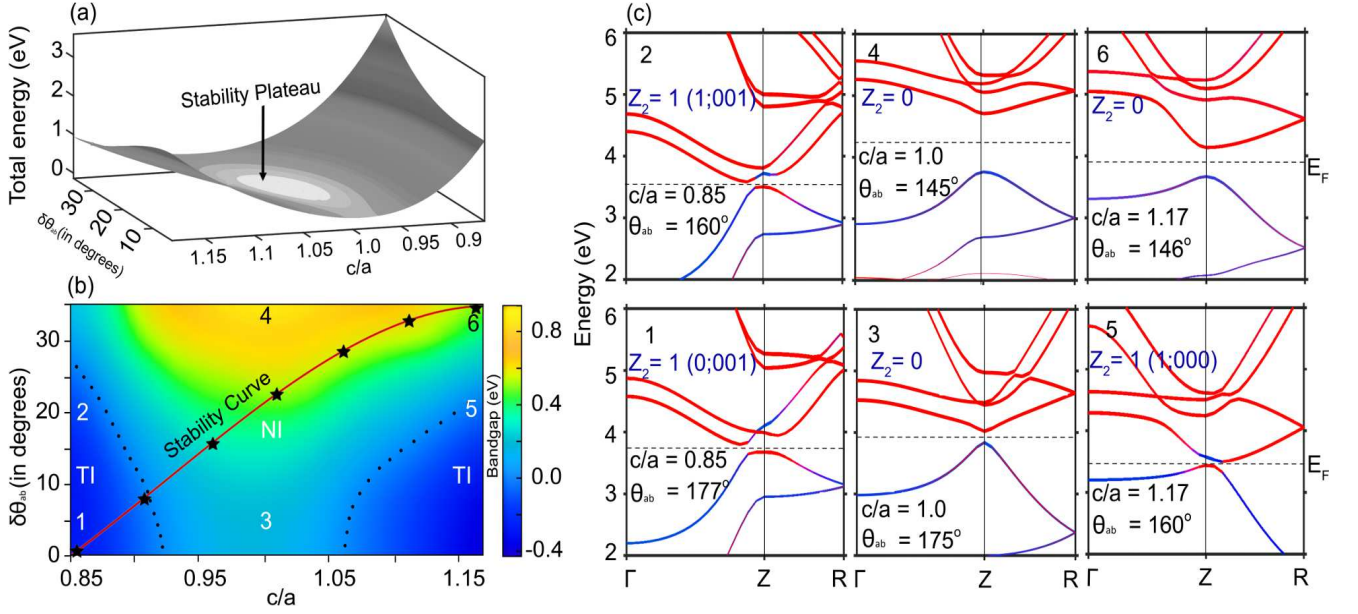 (a)
Total energy (eV)
3
2
1
0
Stability Plateau
30
20
10
δθab(in degrees)
1.15
1.1
1.05
1.0
0.95
0.9
c/a
(b)
δθab(in degrees)
30
20
10
0
0.85
0.95
1.05
1.15
c/a
4
6
2
5
Stability Curve
NI
TI
TI
1
3
0.8
0.4
0.0
-0.4
Bandgap (eV)
(c)
Energy (eV)
6
5
4
3
2
2
Z2= 1 (1;001)
c/a = 0.85
θab = 160°
4
Z2= 0
c/a = 1.0
θab = 145°
6
Z2= 0
c/a = 1.17
θab = 146°
EF
6
5
4
3
2
1
Z2= 1 (0;001)
c/a = 0.85
θab = 177°
3
Z2= 0
c/a = 1.0
θab = 175°
5
Z2= 1 (1;000)
c/a = 1.17
θab = 160°
EF
Γ Z R Γ Z R Γ Z R